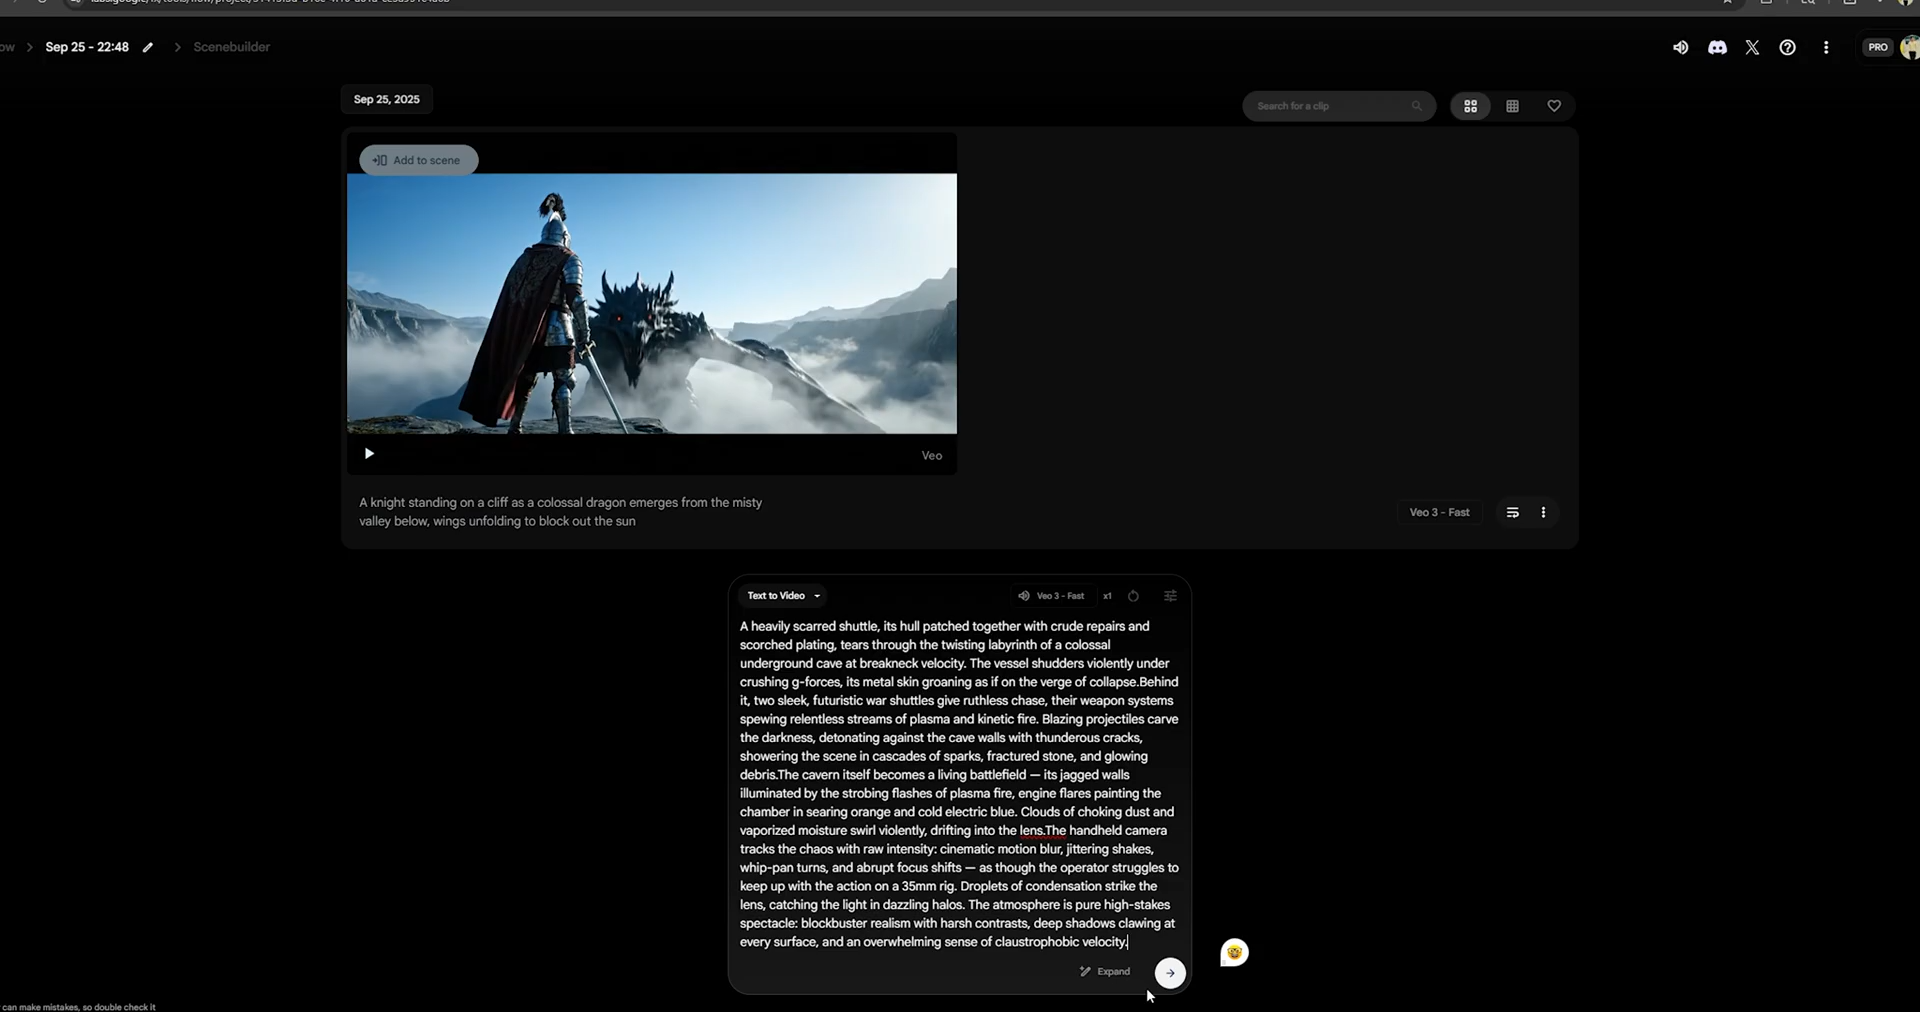 ow > Sep 25 - 22:48 > Scenebuilder
PRO
Sep 25, 2025
Search for a clip
Add to scene
Veo
A knight standing on a cliff as a colossal dragon emerges from the misty
valley below, wings unfolding to block out the sun
Veo 3 - Fast
Text to Video
Veo 3 - Fast
x1
A heavily scarred shuttle, its hull patched together with crude repairs and
scorched plating, tears through the twisting labyrinth of a colossal
underground cave at breakneck velocity. The vessel shudders violently under
crushing g-forces, its metal skin groaning as if on the verge of collapse.Behind
it, two sleek, futuristic war shuttles give ruthless chase, their weapon systems
spewing relentless streams of plasma and kinetic fire. Blazing projectiles carve
the darkness, detonating against the cave walls with thunderous cracks,
showering the scene in cascades of sparks, fractured stone, and glowing
debris.The cavern itself becomes a living battlefield — its jagged walls
illuminated by the strobing flashes of plasma fire, engine flares painting the
chamber in searing orange and cold electric blue. Clouds of choking dust and
vaporized moisture swirl violently, drifting into the lens.The handheld camera
tracks the chaos with raw intensity: cinematic motion blur, jittering shakes,
whip-pan turns, and abrupt focus shifts — as though the operator struggles to
keep up with the action on a 35mm rig. Droplets of condensation strike the
lens, catching the light in dazzling halos. The atmosphere is pure high-stakes
spectacle: blockbuster realism with harsh contrasts, deep shadows clawing at
every surface, and an overwhelming sense of claustrophobic velocity.
Expand
can make mistakes, so double check it